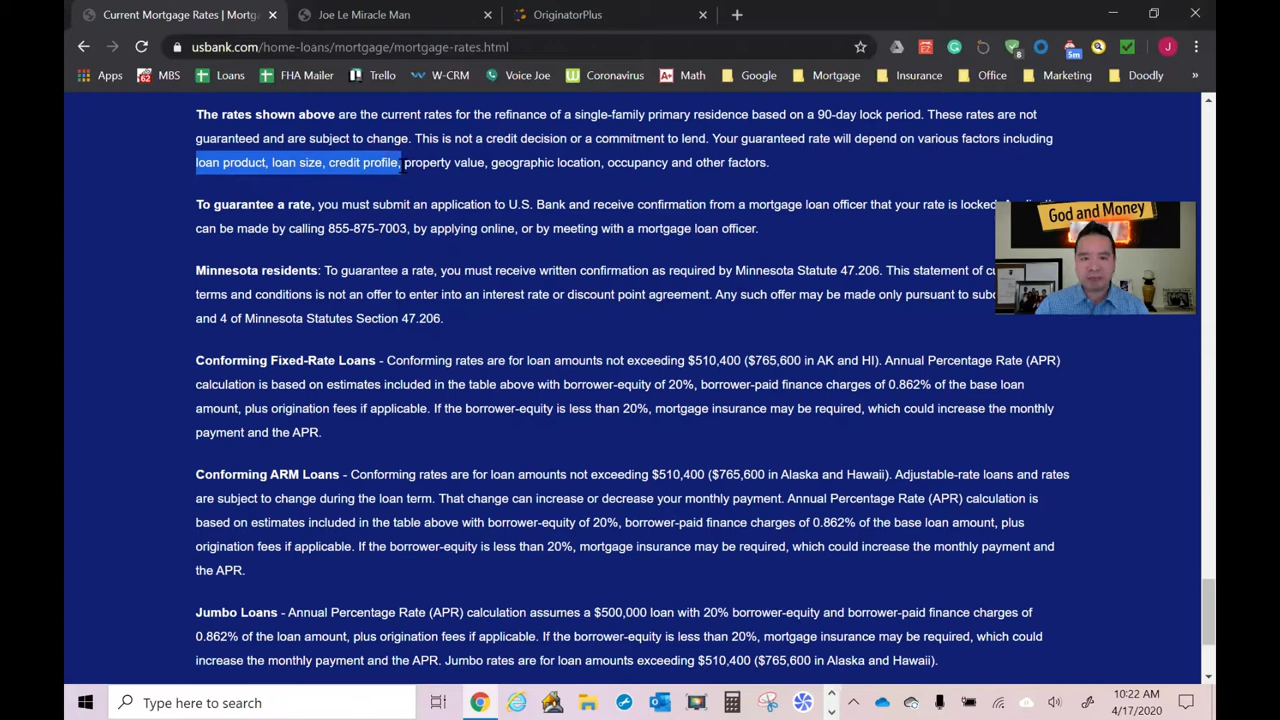 Current Mortgage Rates | Mortg
Joe Le Miracle Man
OriginatorPlus
usbank.com/home-loans/mortgage/mortgage-rates.html
Apps
MBS
Loans
FHA Mailer
Trello
W-CRM
Voice Joe
Coronavirus
Math
Google
Mortgage
Insurance
Office
Marketing
Doodly
The rates shown above are the current rates for the refinance of a single-family primary residence based on a 90-day lock period. These rates are not
guaranteed and are subject to change. This is not a credit decision or a commitment to lend. Your guaranteed rate will depend on various factors including
loan product, loan size, credit profile, property value, geographic location, occupancy and other factors.
To guarantee a rate, you must submit an application to U.S. Bank and receive confirmation from a mortgage loan officer that your rate is locked.
can be made by calling 855-875-7003, by applying online, or by meeting with a mortgage loan officer.
God and Money
Minnesota residents: To guarantee a rate, you must receive written confirmation as required by Minnesota Statute 47.206. This statement of
terms and conditions is not an offer to enter into an interest rate or discount point agreement. Any such offer may be made only pursuant to
and 4 of Minnesota Statutes Section 47.206.
Conforming Fixed-Rate Loans - Conforming rates are for loan amounts not exceeding $510,400 ($765,600 in AK and HI). Annual Percentage Rate (APR)
calculation is based on estimates included in the table above with borrower-equity of 20%, borrower-paid finance charges of 0.862% of the base loan
amount, plus origination fees if applicable. If the borrower-equity is less than 20%, mortgage insurance may be required, which could increase the monthly
payment and the APR.
Conforming ARM Loans - Conforming rates are for loan amounts not exceeding $510,400 ($765,600 in Alaska and Hawaii). Adjustable-rate loans and rates
are subject to change during the loan term. That change can increase or decrease your monthly payment. Annual Percentage Rate (APR) calculation is
based on estimates included in the table above with borrower-equity of 20%, borrower-paid finance charges of 0.862% of the base loan amount, plus
origination fees if applicable. If the borrower-equity is less than 20%, mortgage insurance may be required, which could increase the monthly payment and
the APR.
Jumbo Loans - Annual Percentage Rate (APR) calculation assumes a $500,000 loan with 20% borrower-equity and borrower-paid finance charges of
0.862% of the loan amount, plus origination fees if applicable. If the borrower-equity is less than 20%, mortgage insurance may be required, which could
increase the monthly payment and the APR. Jumbo rates are for loan amounts exceeding $510,400 ($765,600 in Alaska and Hawaii).
Type here to search
10:22 AM
4/17/2020